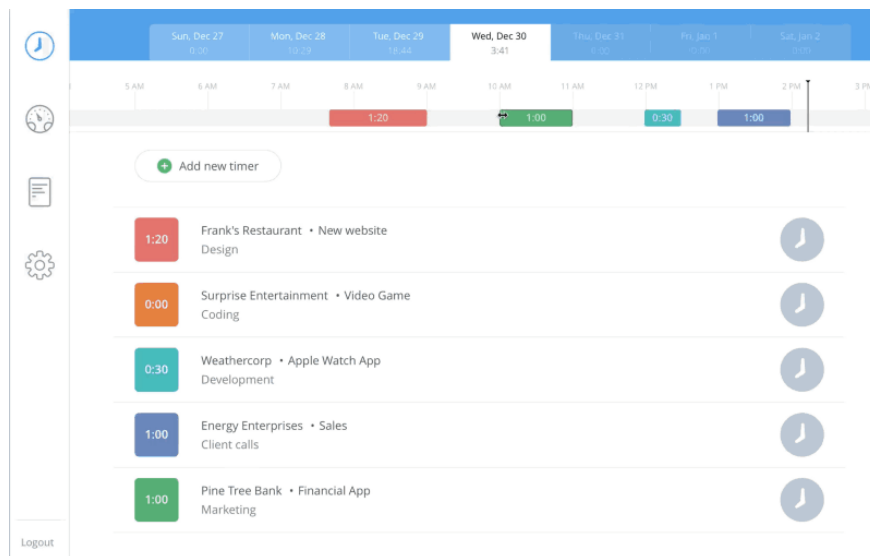 Sun, Dec 27 Mon, Dec 28 Tue, Dec 29 Wed, Dec 30 Thu, Dec 31 Fri, Jan 1 Sat, Jan 2
0:00 10:29 18:44 3:41 0:00
5 AM 6 AM 7 AM 8 AM 9 AM 10 AM 11 AM 12 PM 1 PM 2 PM 3 PM
1:20 1:00 0:30 1:00
Add new timer
1:20
Frank's Restaurant • New website
Design
0:00
Surprise Entertainment • Video Game
Coding
0:30
Weathercorp • Apple Watch App
Development
1:00
Energy Enterprises • Sales
Client calls
1:00
Pine Tree Bank • Financial App
Marketing
Logout